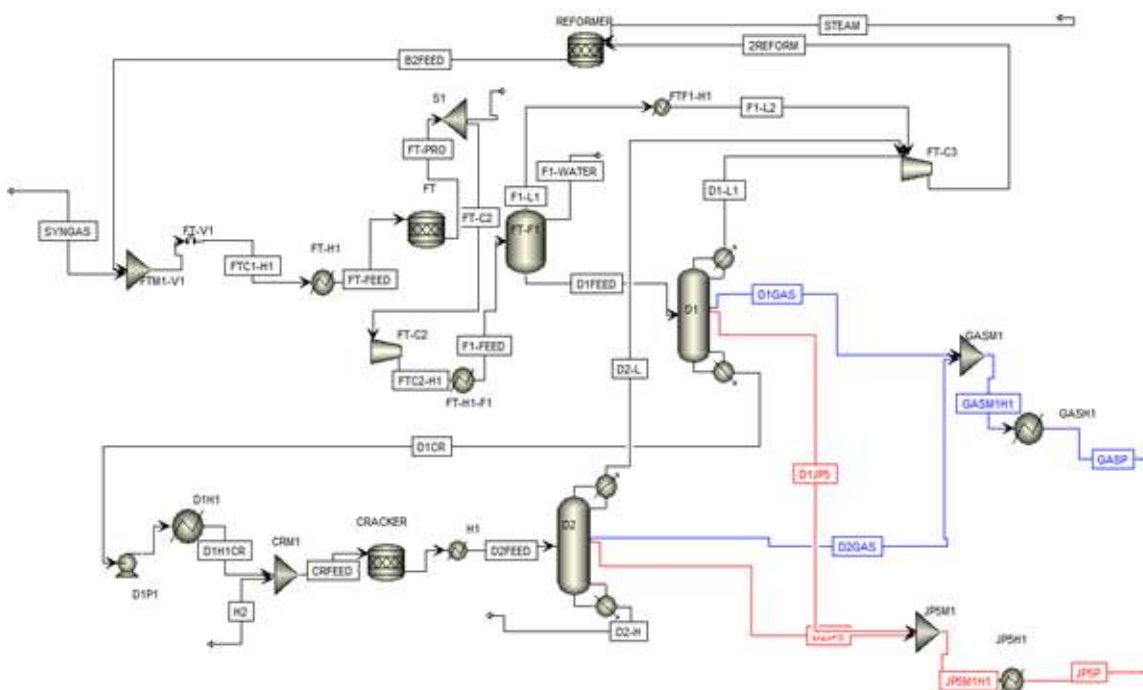 REFORMER
STEAM
2REFORM
B2FEED
S1
FTF1-H1
F1-L2
FT-PRO
F1-WATER
FT-C3
FT
F1-L1
D1-L1
FT-C2
SYNGAS
FT-V1
FT-F1
FT-H1
FTC1-H1
FT-FEED
FTM1-V1
D1FEED
D1GAS
D1
FT-C2
F1-FEED
GASM1
D2-L
FTC2-H1
FT-H1-F1
GASM1H1
GASH1
D1CR
GASP
D1JP5
D1H1
CRACKER
H1
D2
D1H1CR
CRM1
D2FEED
D2GAS
CRFEED
D1P1
H2
JP5M1
D2-H
JP5H1
JP5M1H1
JP5P